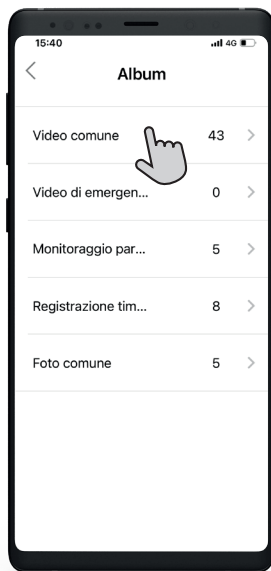 15:40 4G
Album
Video comune 43
Video di emergen... 0
Monitoraggio par... 5
Registrazione tim... 8
Foto comune 5